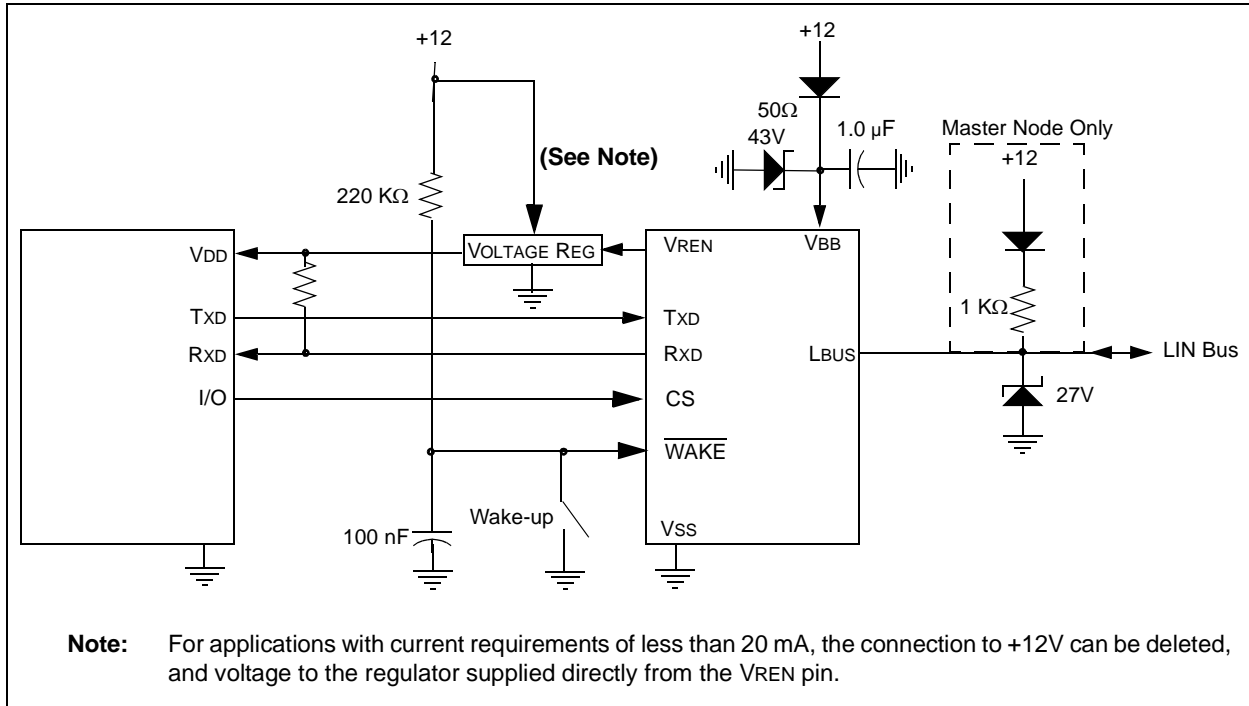 +12
+12
50Ω
43V
1.0 µF
Master Node Only
+12
(See Note)
220 KΩ
VDD
VOLTAGE REG
VREN
VBB
1 KΩ
TXD
TXD
RXD
RXD
LBUS
LIN Bus
I/O
CS
27V
WAKE
Wake-up
100 nF
VSS
Note: For applications with current requirements of less than 20 mA, the connection to +12V can be deleted,
and voltage to the regulator supplied directly from the VREN pin.